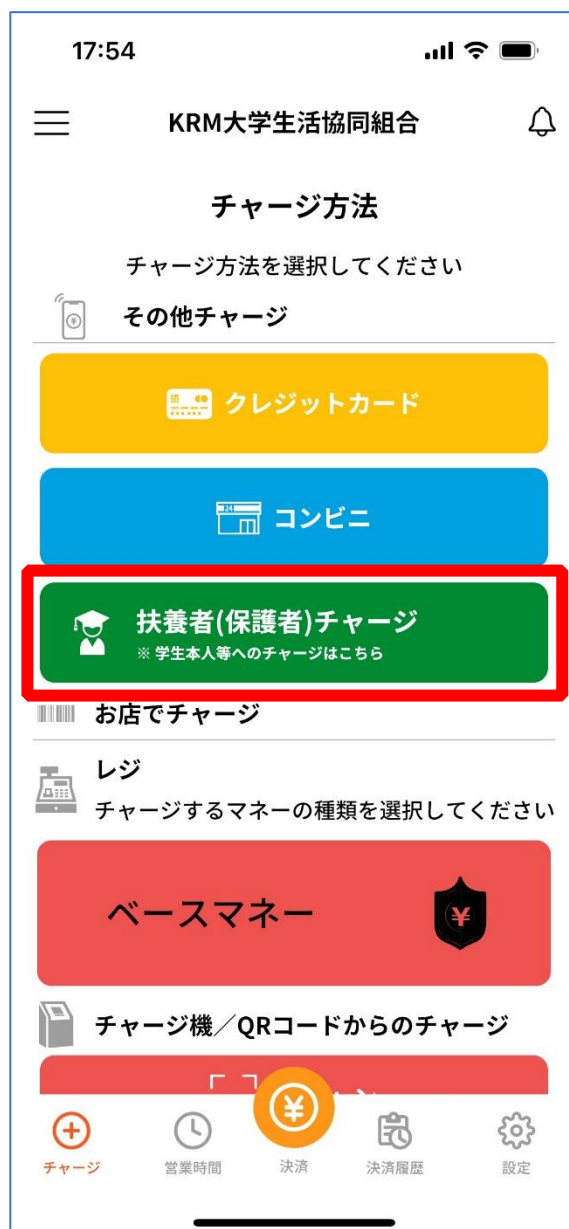 17:54
KRM大学生活協同組合
チャージ方法
チャージ方法を選択してください
その他チャージ
クレジットカード
24
コンビニ
扶養者(保護者)チャージ
※ 学生本人等へのチャージはこちら
お店でチャージ
レジ
チャージするマネーの種類を選択してください
ベースマネー
¥
チャージ機／QRコードからのチャージ
¥
チャージ
営業時間
決済
決済履歴
設定